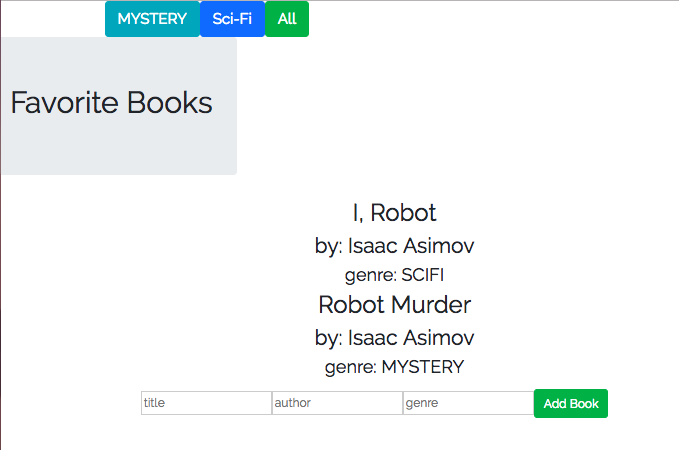 MYSTERY Sci-Fi All
Favorite Books
I, Robot
by: Isaac Asimov
genre: SCIFI
Robot Murder
by: Isaac Asimov
genre: MYSTERY
title author genre Add Book